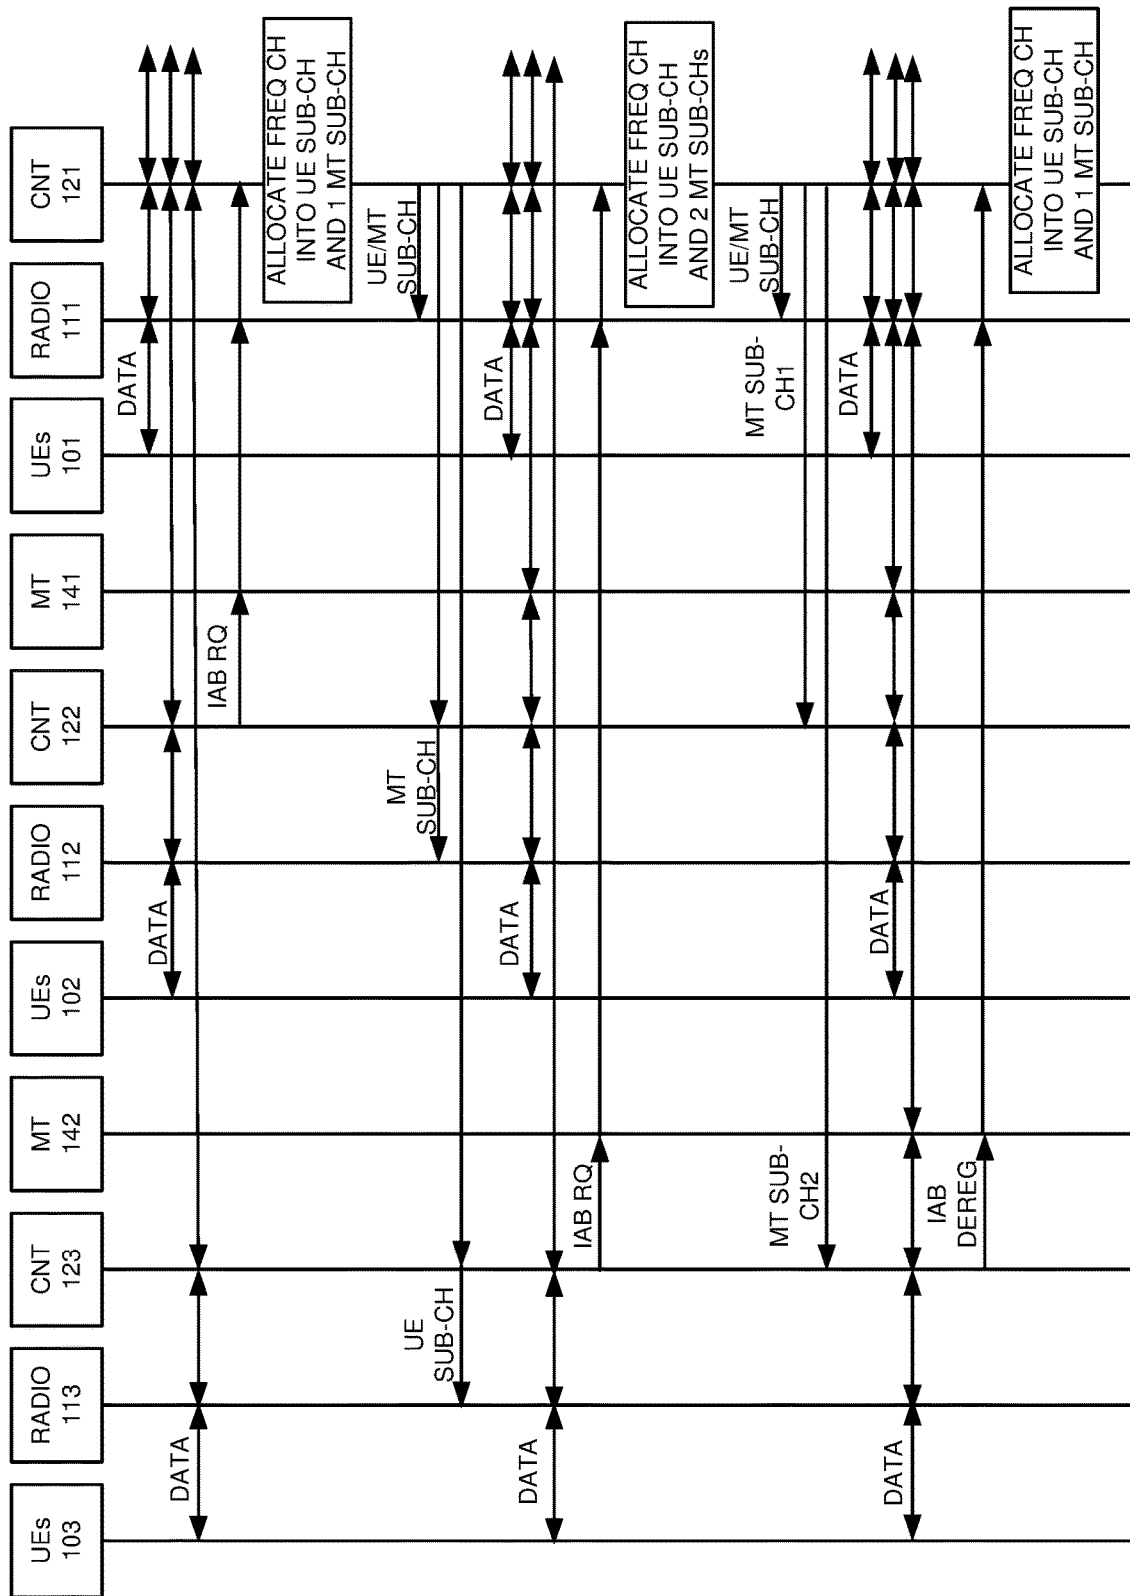 UEs
103
RADIO
113
CNT
123
MT
142
UEs
102
RADIO
112
CNT
122
MT
141
UEs
101
RADIO
111
CNT
121
DATA
DATA
DATA
IAB RQ
ALLOCATE FREQ CH
INTO UE SUB-CH
AND 1 MT SUB-CH
UE/MT
SUB-CH
MT
SUB-CH
UE
SUB-CH
DATA
DATA
DATA
IAB RQ
ALLOCATE FREQ CH
INTO UE SUB-CH
AND 2 MT SUB-CHs
UE/MT
SUB-CH
MT SUB-
CH1
MT SUB-
CH2
DATA
DATA
DATA
IAB
DEREG
ALLOCATE FREQ CH
INTO UE SUB-CH
AND 1 MT SUB-CH